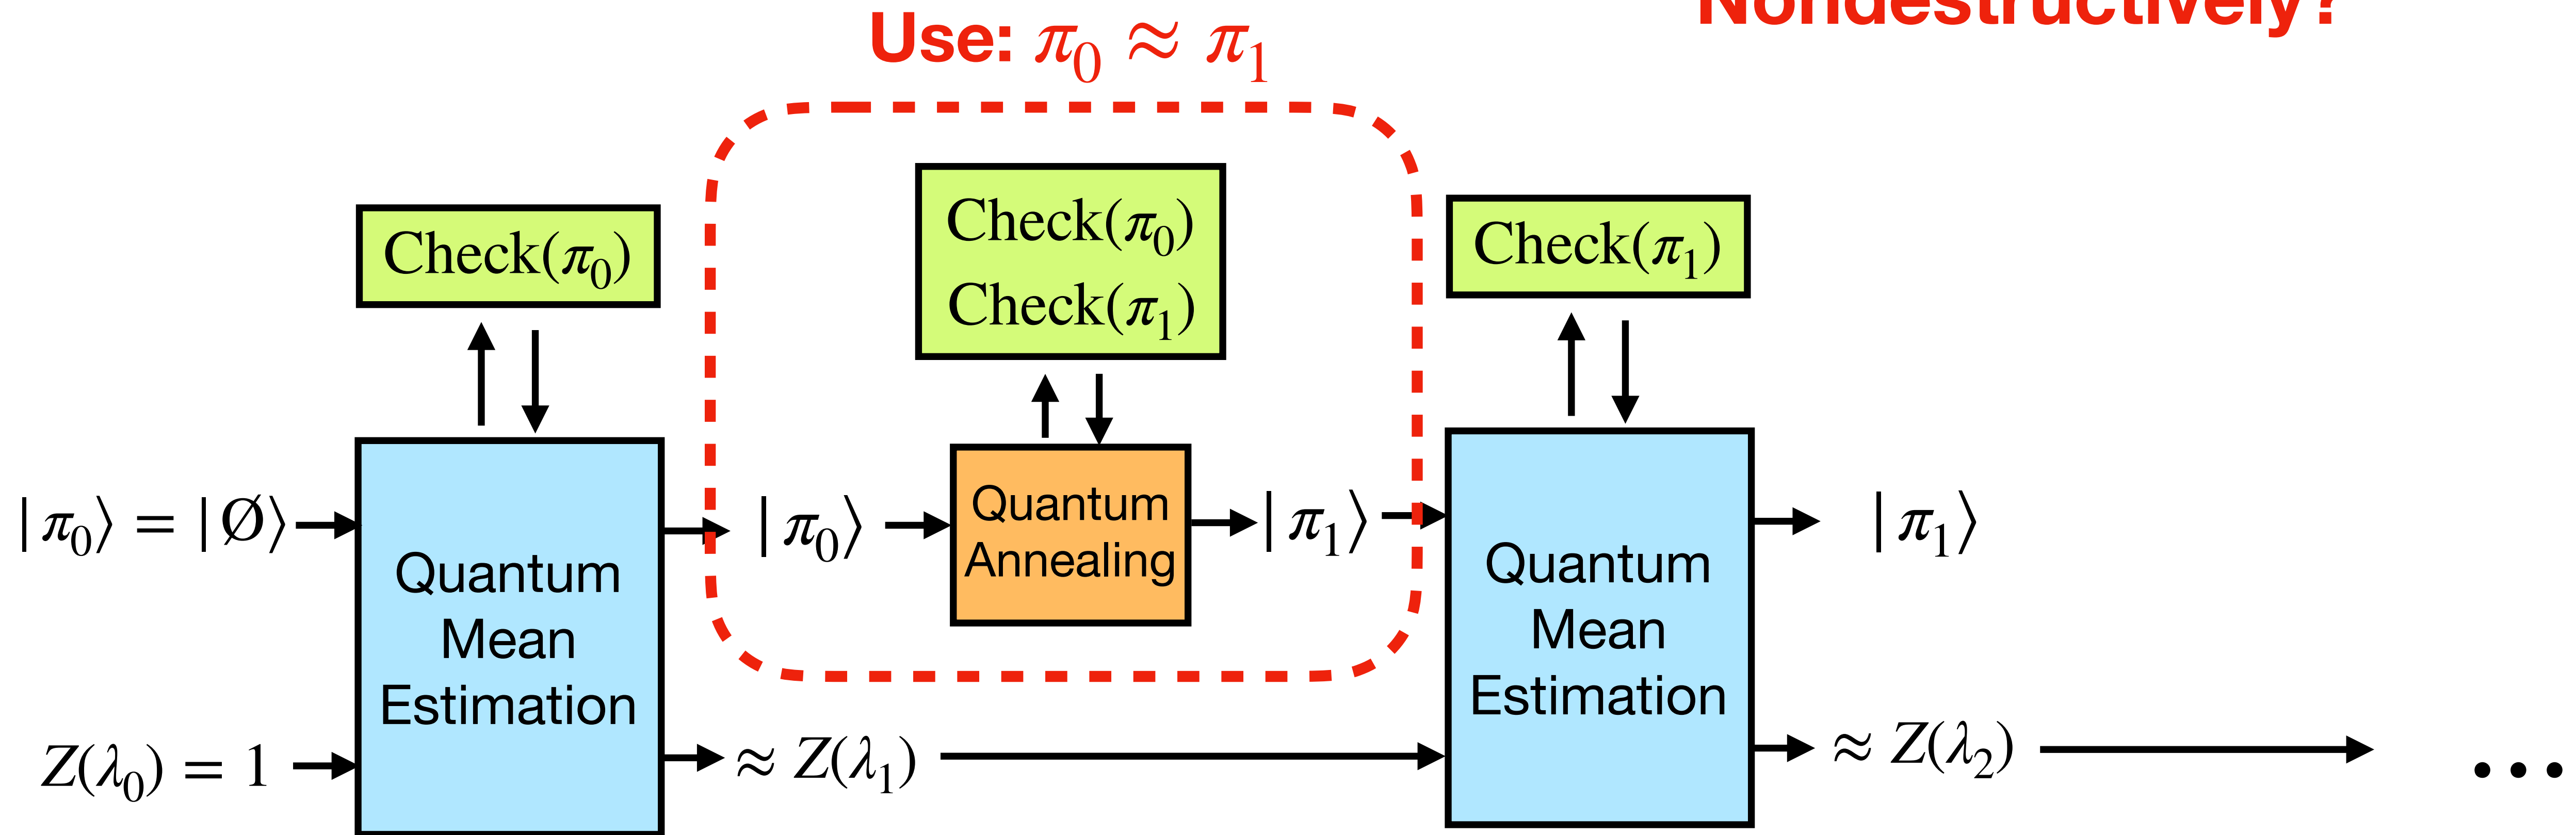 Nondestructively?
Use: π₀ ≈ π₁
Check(π₀)
Check(π₀)
Check(π₁)
Check(π₁)
|π₀⟩ = |Ø⟩
Quantum
Mean
Estimation
|π₀⟩
Quantum
Annealing
|π₁⟩
Quantum
Mean
Estimation
|π₁⟩
Z(λ₀) = 1
≈ Z(λ₁)
≈ Z(λ₂)
...